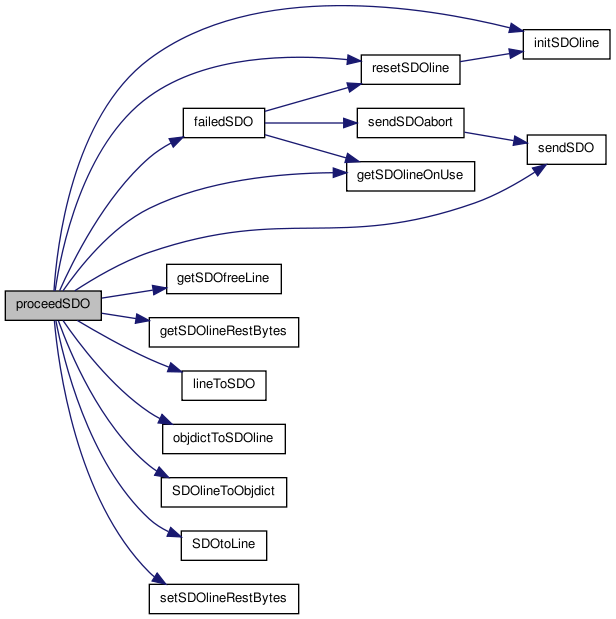 initSDOline
resetSDOline
failedSDO
sendSDOabort
sendSDO
getSDOlineOnUse
getSDOfreeLine
proceedSDO
getSDOlineRestBytes
lineToSDO
objdictToSDOline
SDOlineToObjdict
SDOtoLine
setSDOlineRestBytes